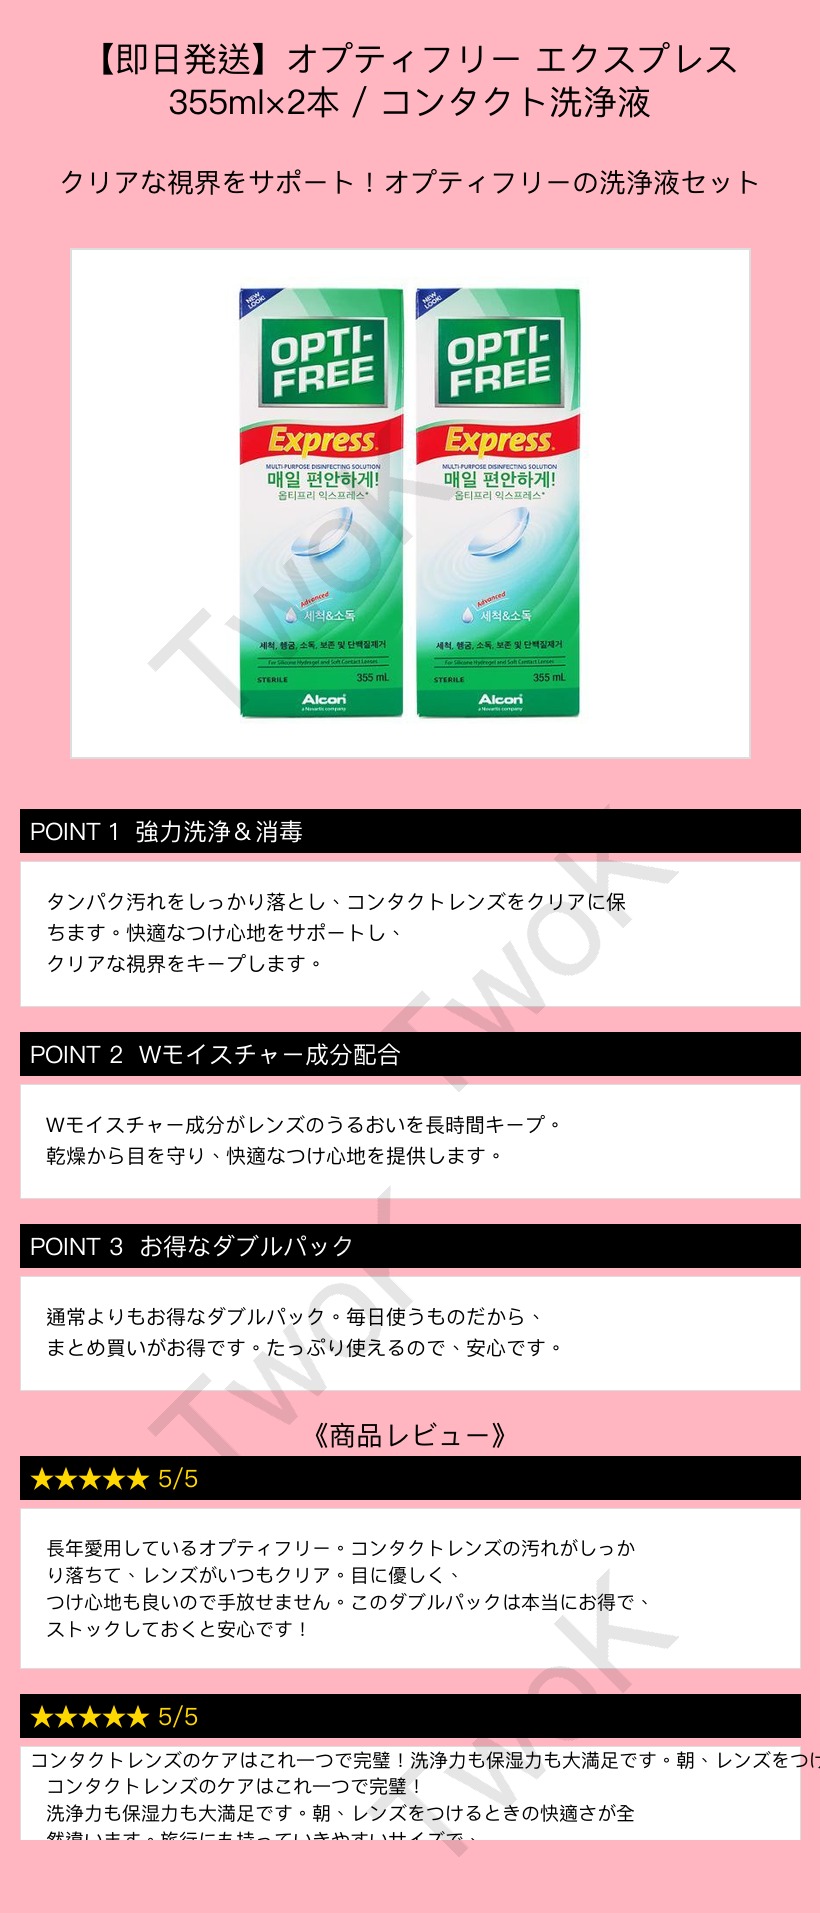 【即日発送】オプティフリー エクスプレス
355ml×2本 / コンタクト洗浄液
クリアな視界をサポート！オプティフリーの洗浄液セット
NEW LOOK!
OPTI-
FREE
Express
MULTI-PURPOSE DISINFECTING SOLUTION
매일 편안하게!
옵티프리 익스프레스*
Advanced
세척&소독
세척, 헹굼, 소독, 보존 및 단백질제거
For Silicone Hydrogel and Soft Contact Lenses
STERILE 355 mL
Alcon
a Novartis company
NEW LOOK!
OPTI-
FREE
Express
MULTI-PURPOSE DISINFECTING SOLUTION
매일 편안하게!
옵티프리 익스프레스*
Advanced
세척&소독
세척, 헹굼, 소독, 보존 및 단백질제거
For Silicone Hydrogel and Soft Contact Lenses
STERILE 355 mL
Alcon
a Novartis company
TwoK
POINT 1 強力洗浄＆消毒
タンパク汚れをしっかり落とし、コンタクトレンズをクリアに保
ちます。快適なつけ心地をサポートし、
クリアな視界をキープします。
TwoK
POINT 2 Wモイスチャー成分配合
Wモイスチャー成分がレンズのうるおいを長時間キープ。
乾燥から目を守り、快適なつけ心地を提供します。
POINT 3 お得なダブルパック
通常よりもお得なダブルパック。毎日使うものだから、
まとめ買いがお得です。たっぷり使えるので、安心です。
TwoK
《商品レビュー》
★★★★★ 5/5
長年愛用しているオプティフリー。コンタクトレンズの汚れがしっか
り落ちて、レンズがいつもクリア。目に優しく、
つけ心地も良いので手放せません。このダブルパックは本当にお得で、
ストックしておくと安心です！
TwoK
★★★★★ 5/5
コンタクトレンズのケアはこれ一つで完璧！洗浄力も保湿力も大満足です。朝、レンズをつけ
コンタクトレンズのケアはこれ一つで完璧！
洗浄力も保湿力も大満足です。朝、レンズをつけるときの快適さが全
然違います。旅行にも持っていきやすいサイズで、